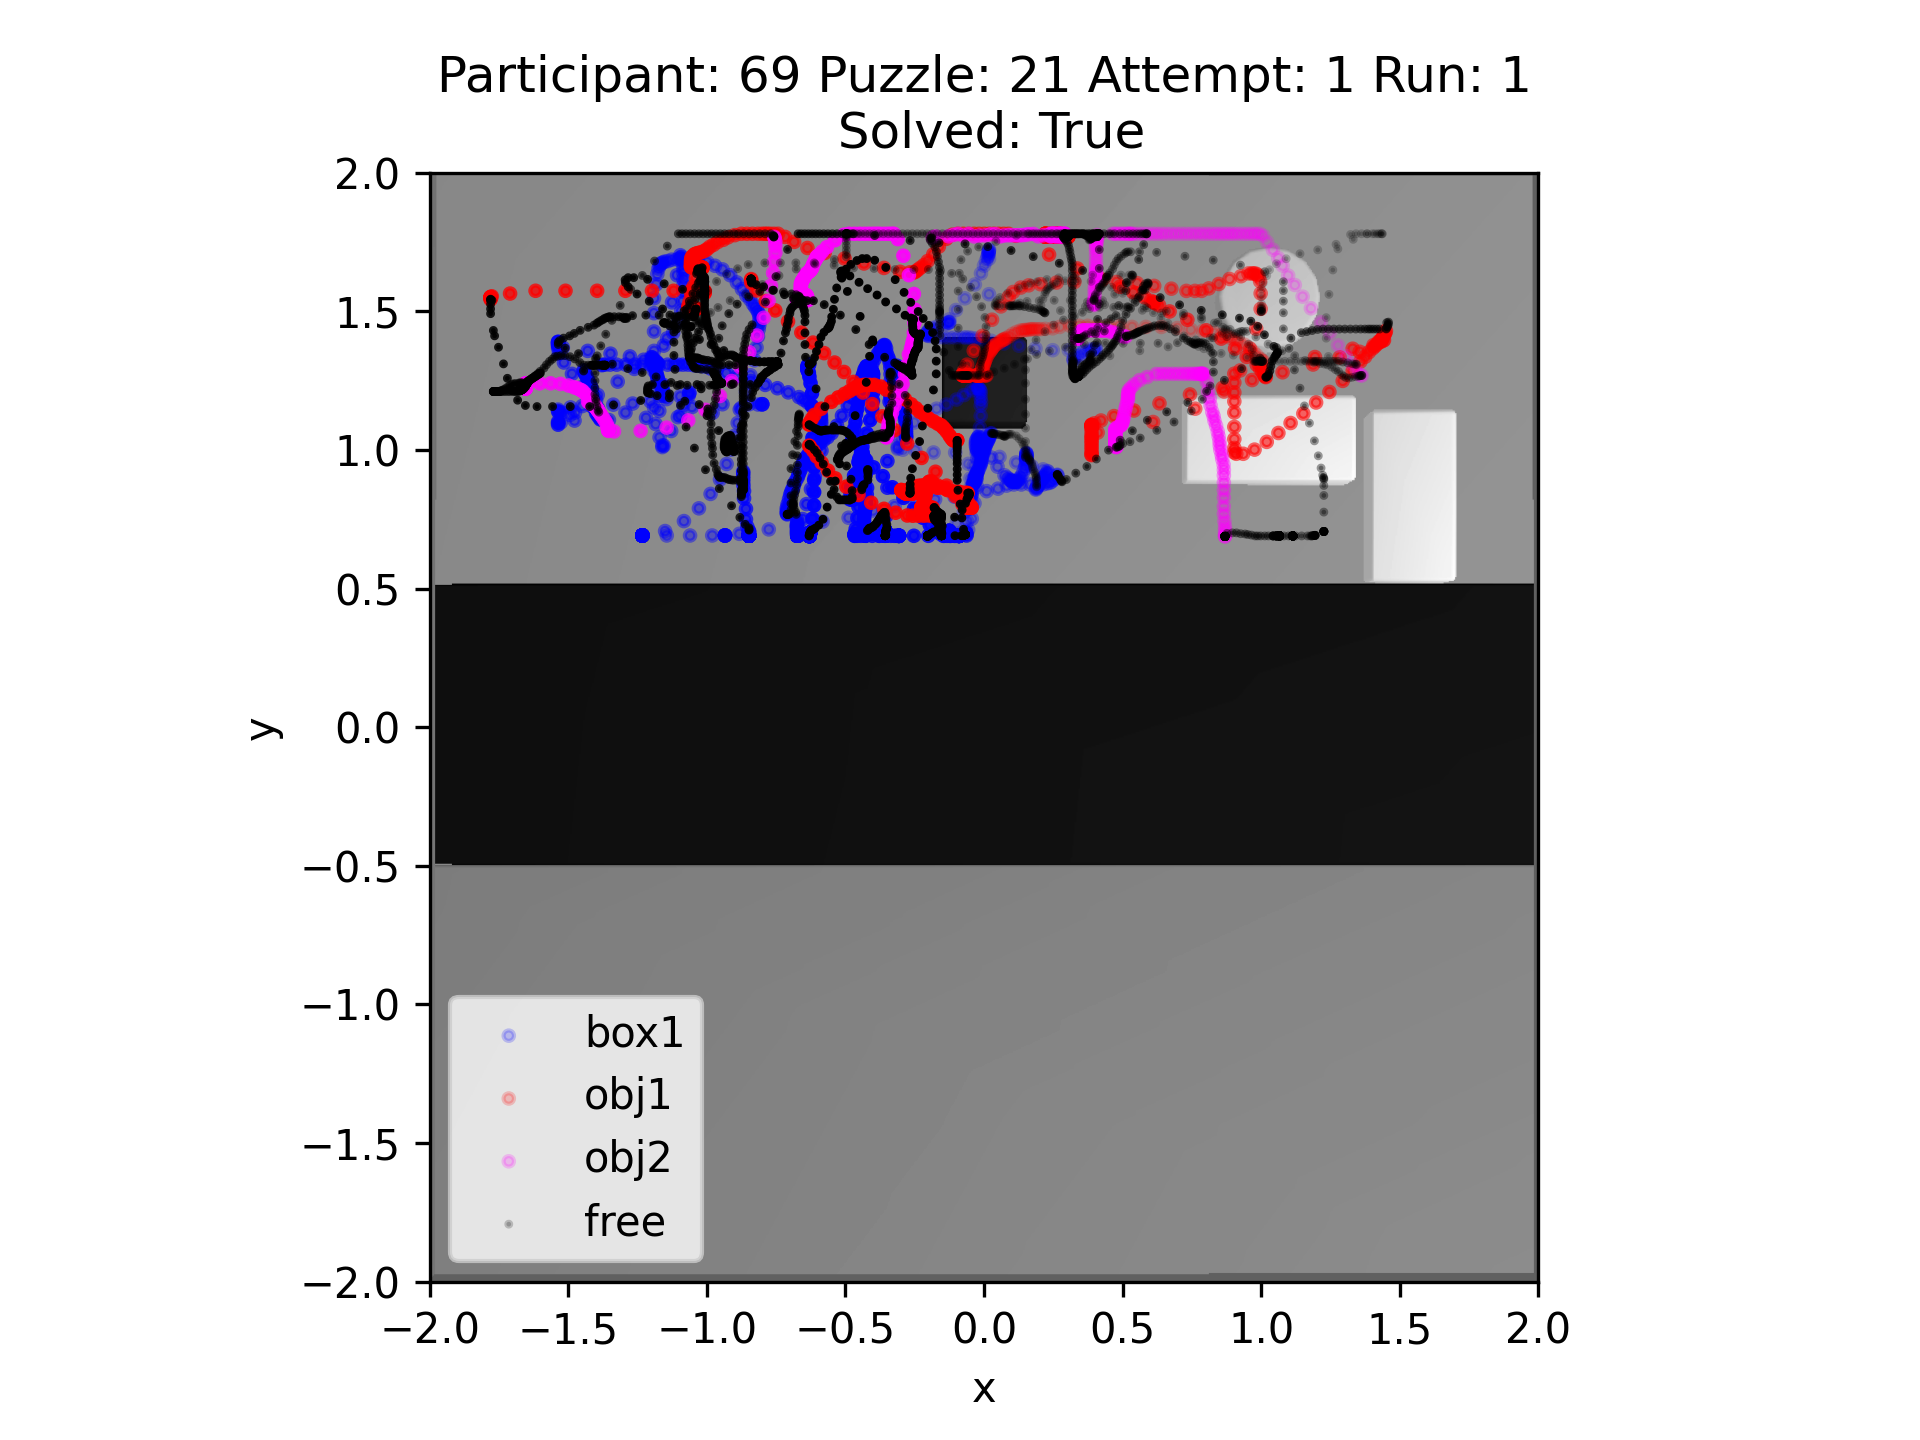 Participant: 69 Puzzle: 21 Attempt: 1 Run: 1
Solved: True
2.0
1.5
1.0
0.5
0.0
−0.5
−1.0
−1.5
−2.0
y
box1
obj1
obj2
free
−2.0 −1.5 −1.0 −0.5 0.0 0.5 1.0 1.5 2.0
x